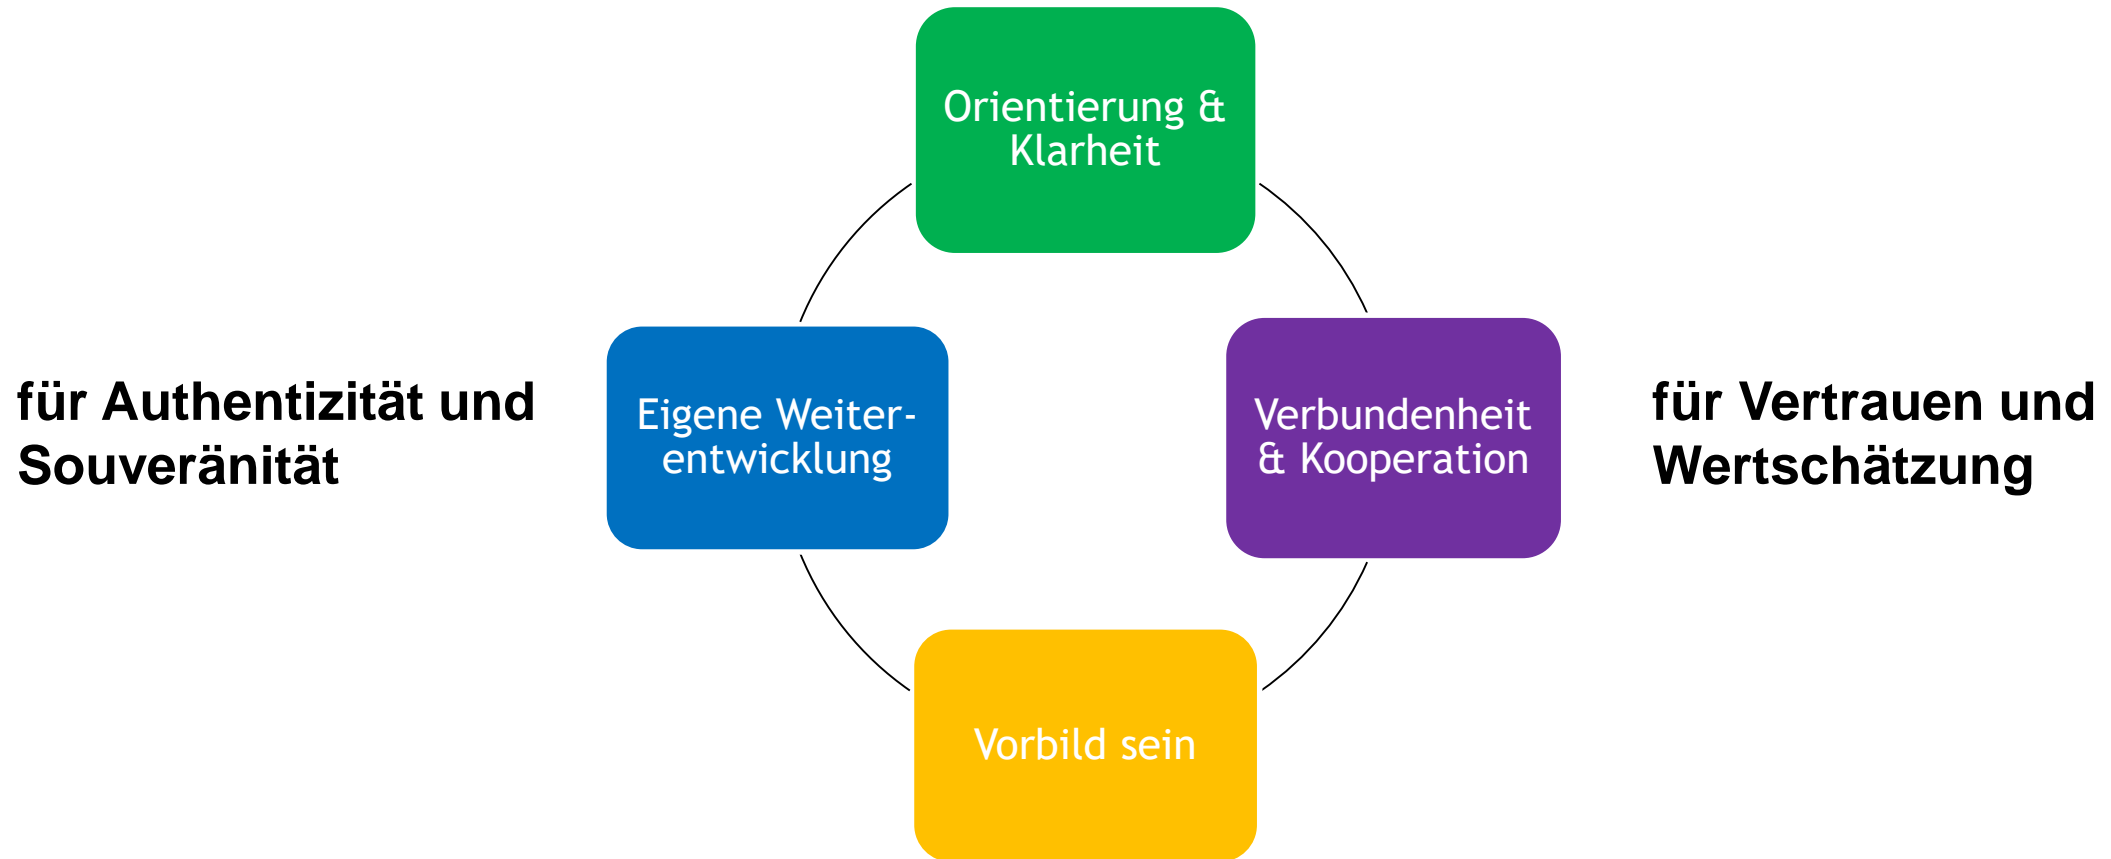 Orientierung &
Klarheit
für Authentizität und
Souveränität
Eigene Weiter-
entwicklung
Verbundenheit
& Kooperation
für Vertrauen und
Wertschätzung
Vorbild sein